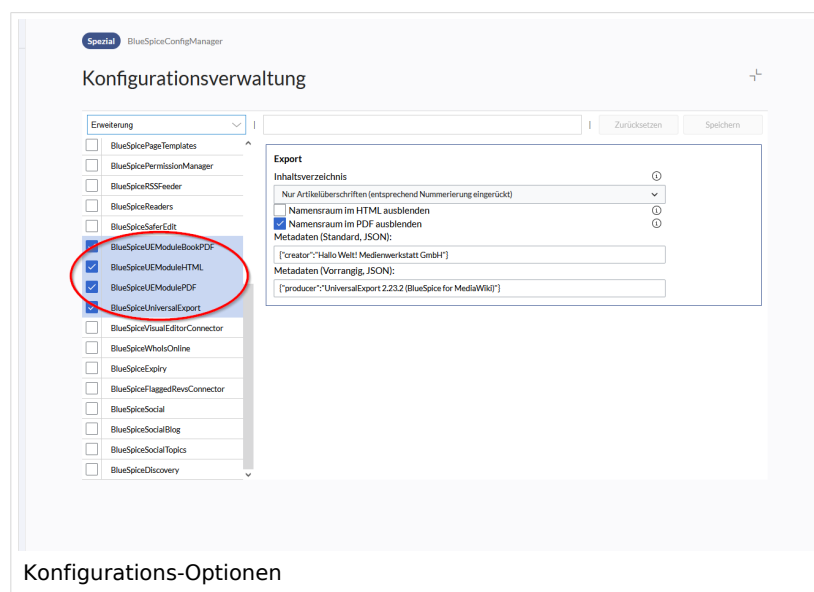 Spezial BlueSpiceConfigManager
Konfigurationsverwaltung
Erweiterung
Zurücksetzen Speichern
BlueSpicePageTemplates
BlueSpicePermissionManager
BlueSpiceRSSFeeder
BlueSpiceReaders
BlueSpiceSaferEdit
BlueSpiceUEModuleBookPDF
BlueSpiceUEModuleHTML
BlueSpiceUEModulePDF
BlueSpiceUniversalExport
BlueSpiceVisualEditorConnector
BlueSpiceWhoIsOnline
BlueSpiceExpiry
BlueSpiceFlaggedRevsConnector
BlueSpiceSocial
BlueSpiceSocialBlog
BlueSpiceSocialTopics
BlueSpiceDiscovery
Export
Inhaltsverzeichnis
Nur Artikelüberschriften (entsprechend Nummerierung eingerückt)
Namensraum im HTML ausblenden
Namensraum im PDF ausblenden
Metadaten (Standard, JSON):
{"creator":"Hallo Welt! Medienwerkstatt GmbH"}
Metadaten (Vorrangig, JSON):
{"producer":"UniversalExport 2.23.2 (BlueSpice for MediaWiki)"}
Konfigurations-Optionen